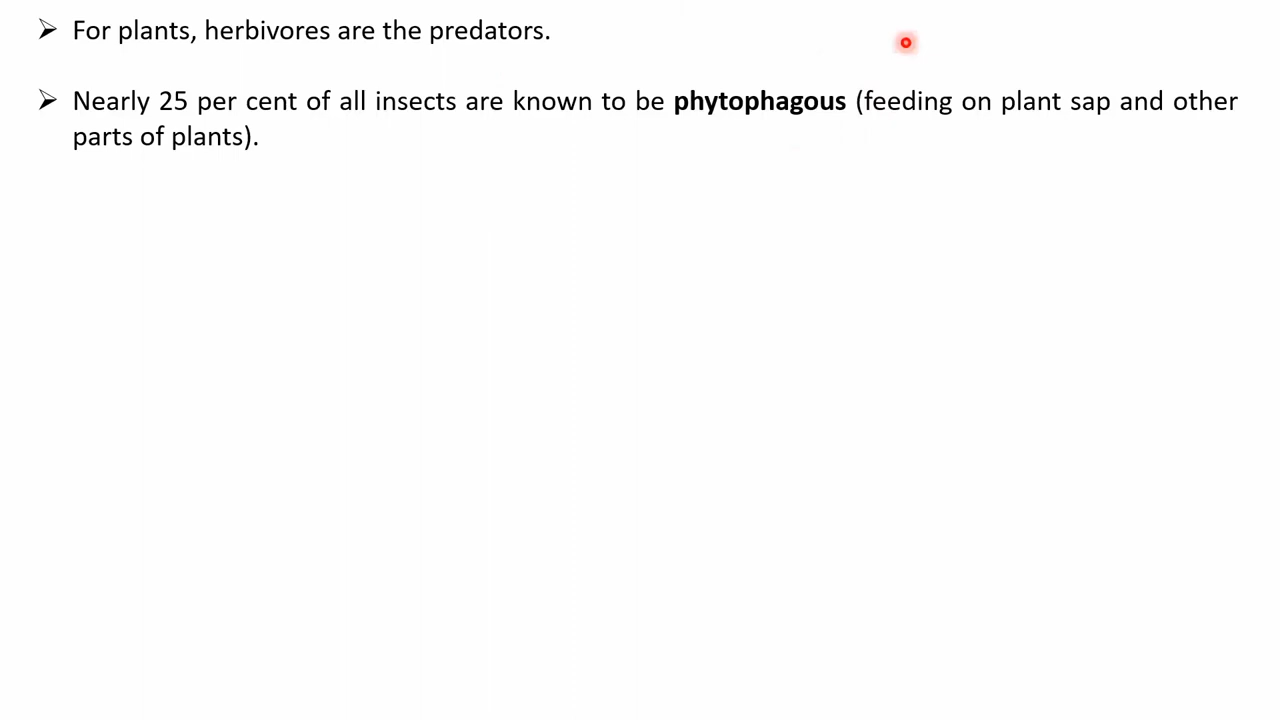 ➢ For plants, herbivores are the predators.
➢ Nearly 25 per cent of all insects are known to be phytophagous (feeding on plant sap and other
parts of plants).